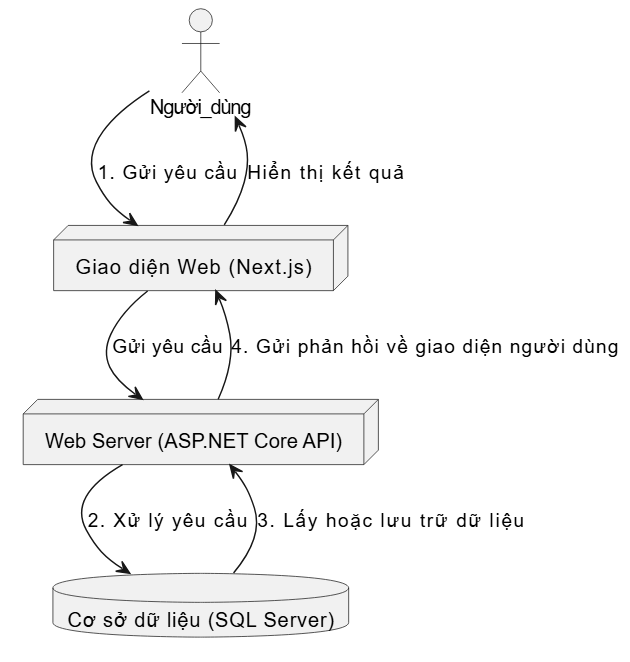 Người_dùng
1. Gửi yêu cầu
Hiển thị kết quả
Giao diện Web (Next.js)
Gửi yêu cầu
4. Gửi phản hồi về giao diện người dùng
Web Server (ASP.NET Core API)
2. Xử lý yêu cầu
3. Lấy hoặc lưu trữ dữ liệu
Cơ sở dữ liệu (SQL Server)